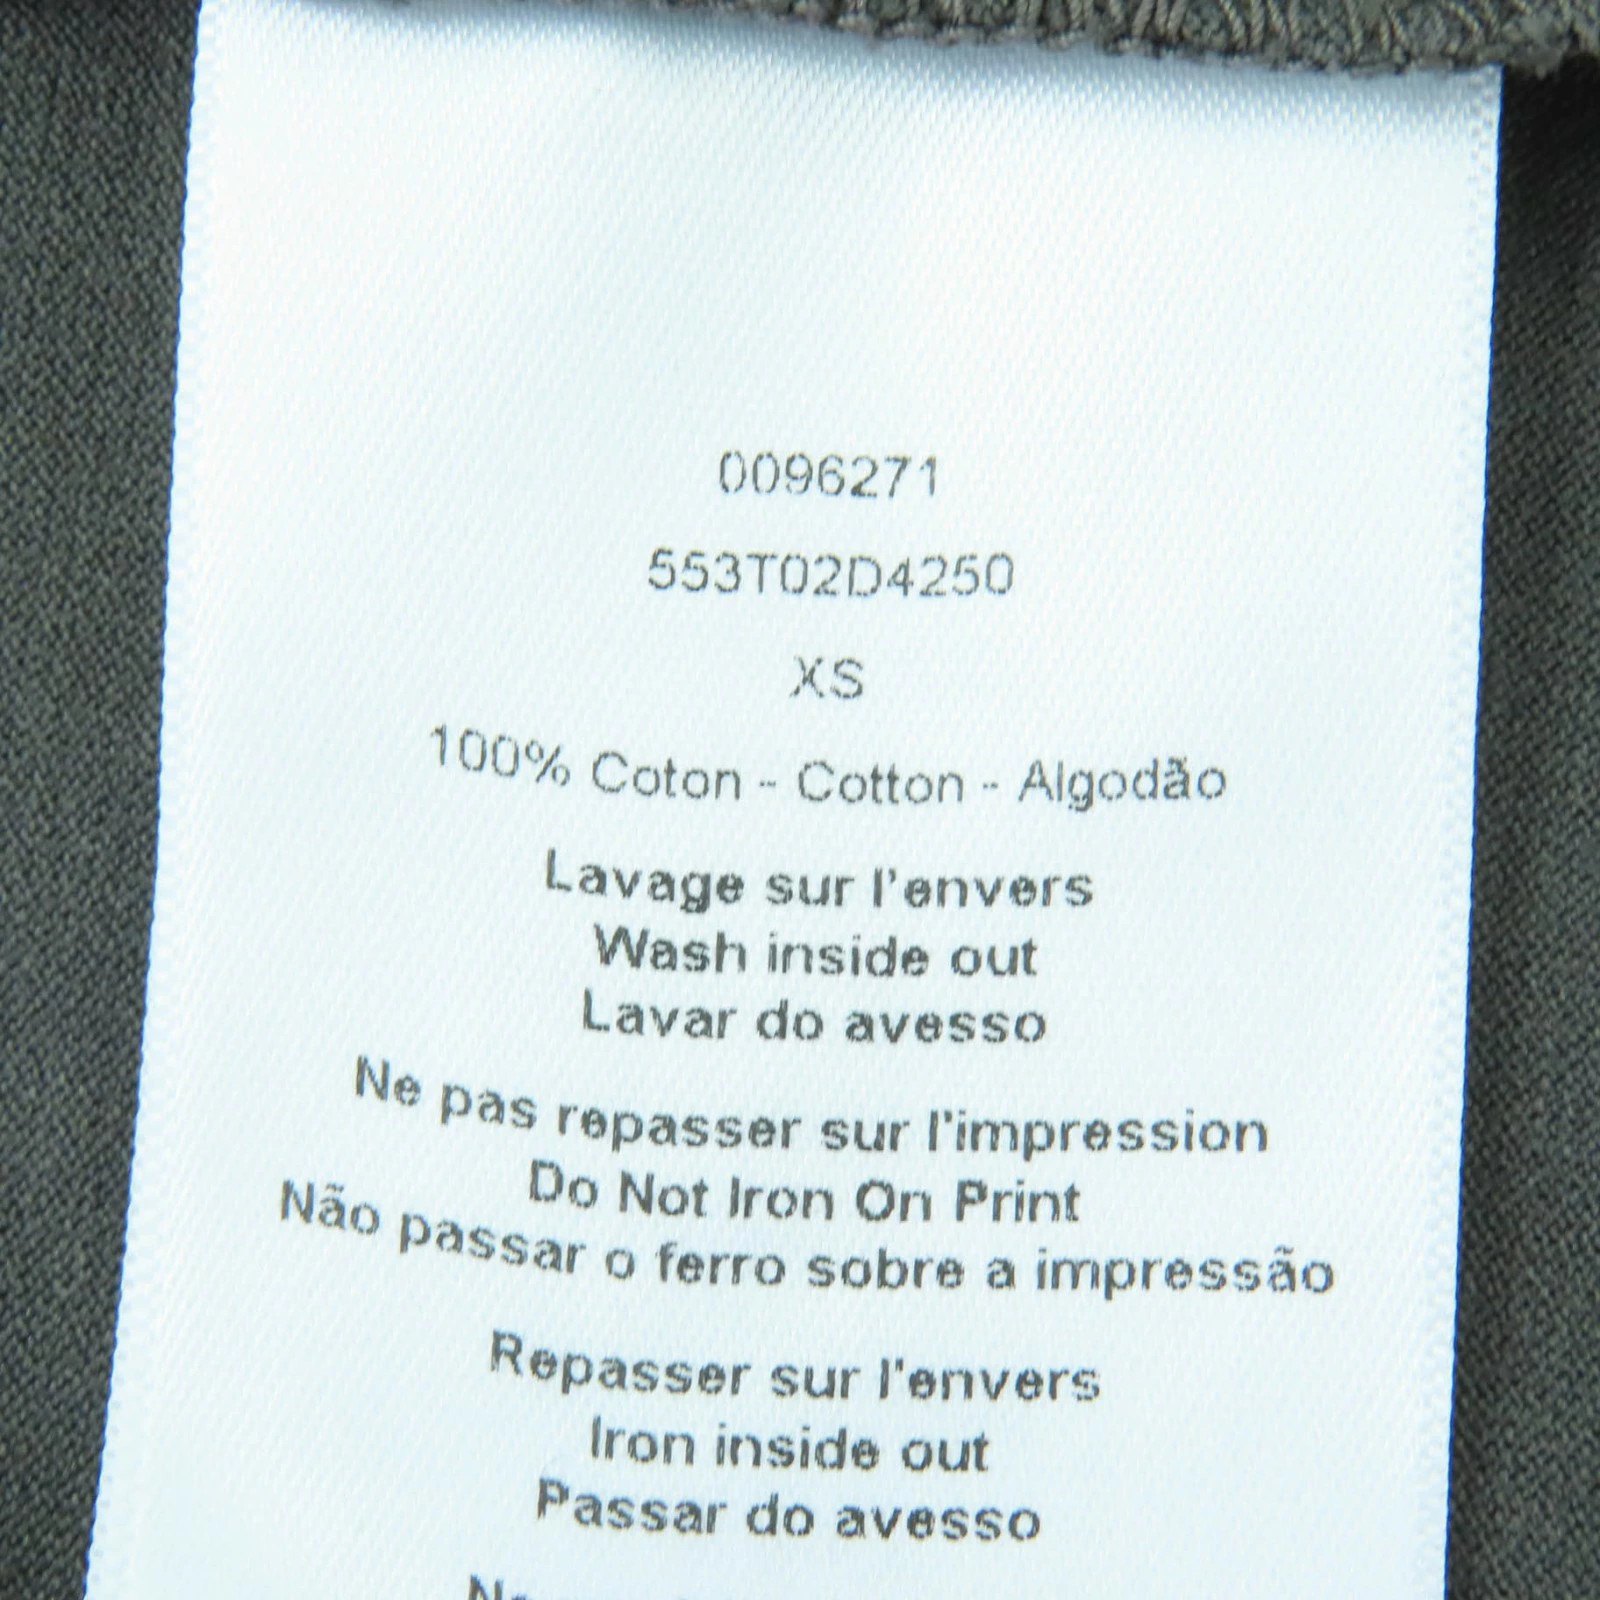 0096271
553T02D4250
XS
100% Coton - Cotton - Algodão
Lavage sur l'envers
Wash inside out
Lavar do avesso
Ne pas repasser sur l'impression
Do Not Iron On Print
Não passar o ferro sobre a impressão
Repasser sur l'envers
Iron inside out
Passar do avesso